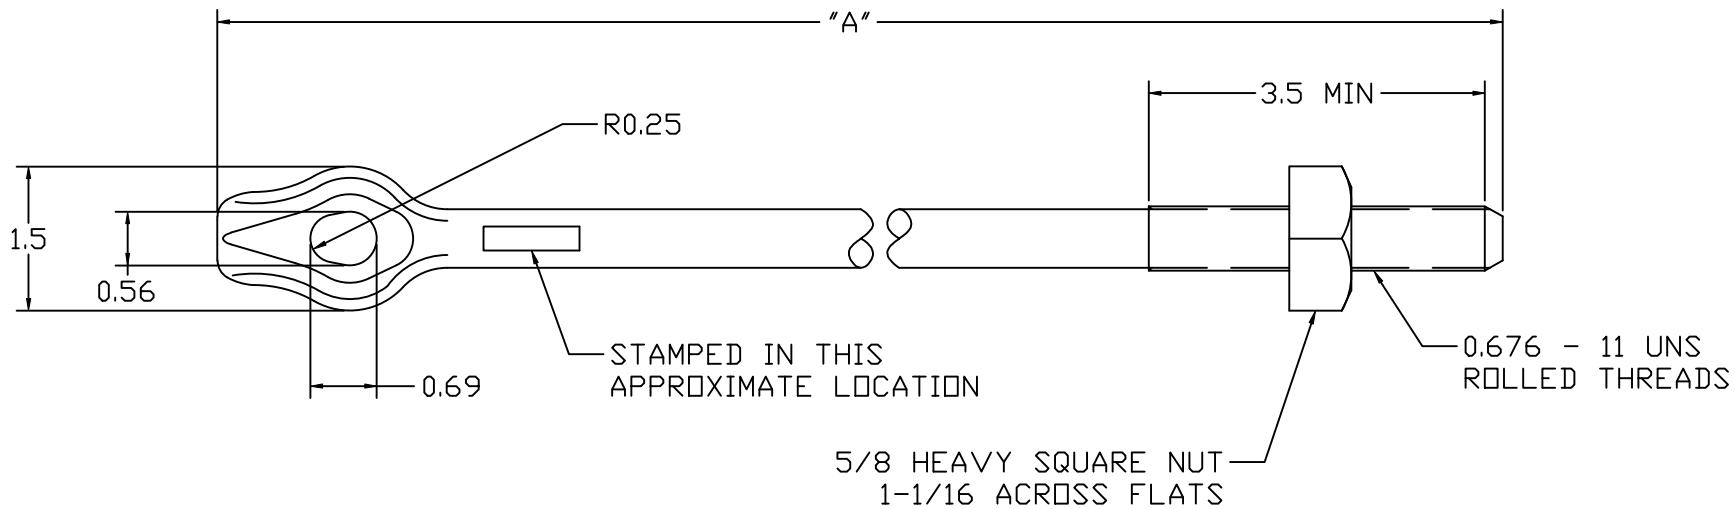 "A"
3.5 MIN
R0.25
1.5
0.56
0.69
STAMPED IN THIS
APPROXIMATE LOCATION
0.676 - 11 UNS
ROLLED THREADS
5/8 HEAVY SQUARE NUT
1-1/16 ACROSS FLATS